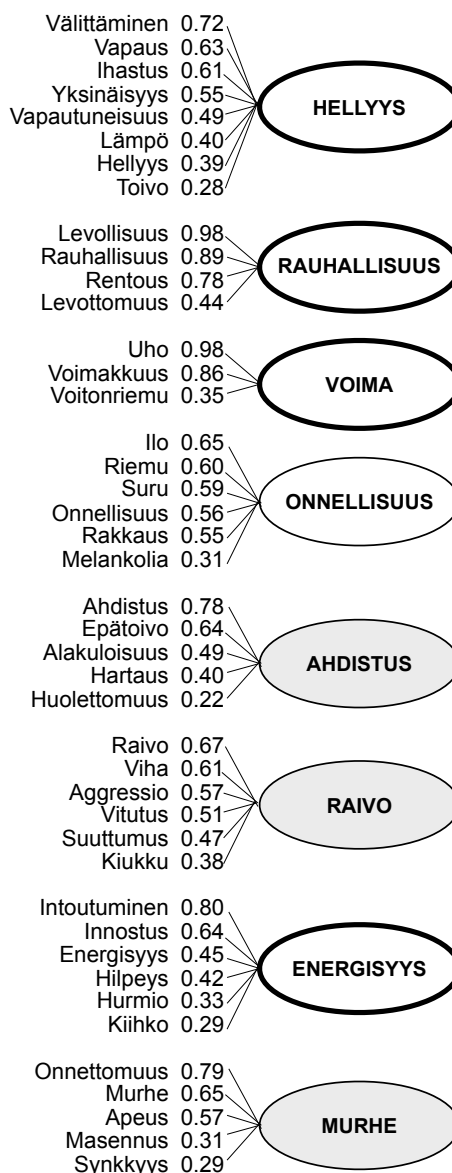 Välittäminen 0.72
Vapaus 0.63
Ihastus 0.61
Yksinäisyys 0.55
Vapautuneisuus 0.49
Lämpö 0.40
Hellyys 0.39
Toivo 0.28
HELLYYS
Levollisuus 0.98
Rauhallisuus 0.89
Rentous 0.78
Levottomuus 0.44
RAUHALLISUUS
Uho 0.98
Voimakkuus 0.86
Voitonriemu 0.35
VOIMA
Ilo 0.65
Riemu 0.60
Suru 0.59
Onnellisuus 0.56
Rakkaus 0.55
Melankolia 0.31
ONNELLISUUS
Ahdistus 0.78
Epätoivo 0.64
Alakuloisuus 0.49
Hartaus 0.40
Huolettomuus 0.22
AHDISTUS
Raivo 0.67
Viha 0.61
Aggressio 0.57
Vitutus 0.51
Suuttumus 0.47
Kiukku 0.38
RAIVO
Intoutuminen 0.80
Innostus 0.64
Energisyys 0.45
Hilpeys 0.42
Hurmio 0.33
Kiihko 0.29
ENERGISYYS
Onnettomuus 0.79
Murhe 0.65
Apeus 0.57
Masennus 0.31
Synkkyys 0.29
MURHE